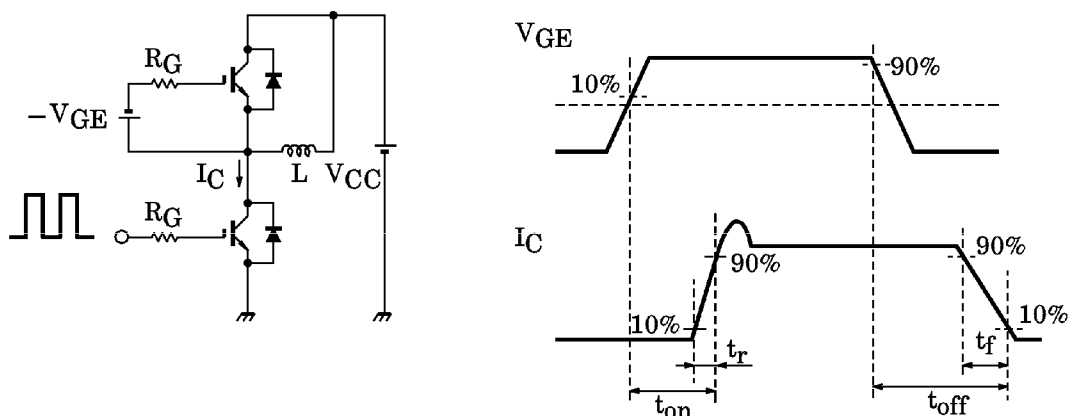 R_G
−V_GE
I_C
L
V_CC
R_G
V_GE
10%
90%
I_C
90%
90%
10%
10%
t_r
t_f
t_on
t_off